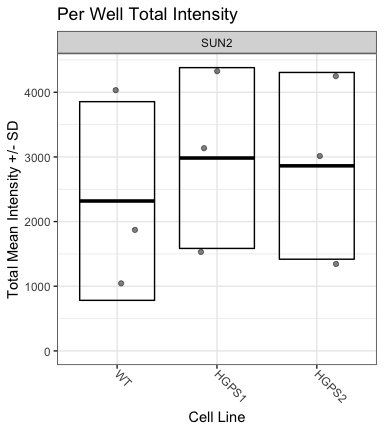 Per Well Total Intensity
SUN2
Total Mean Intensity +/- SD
4000
3000
2000
1000
0
WT
HGPS1
HGPS2
Cell Line